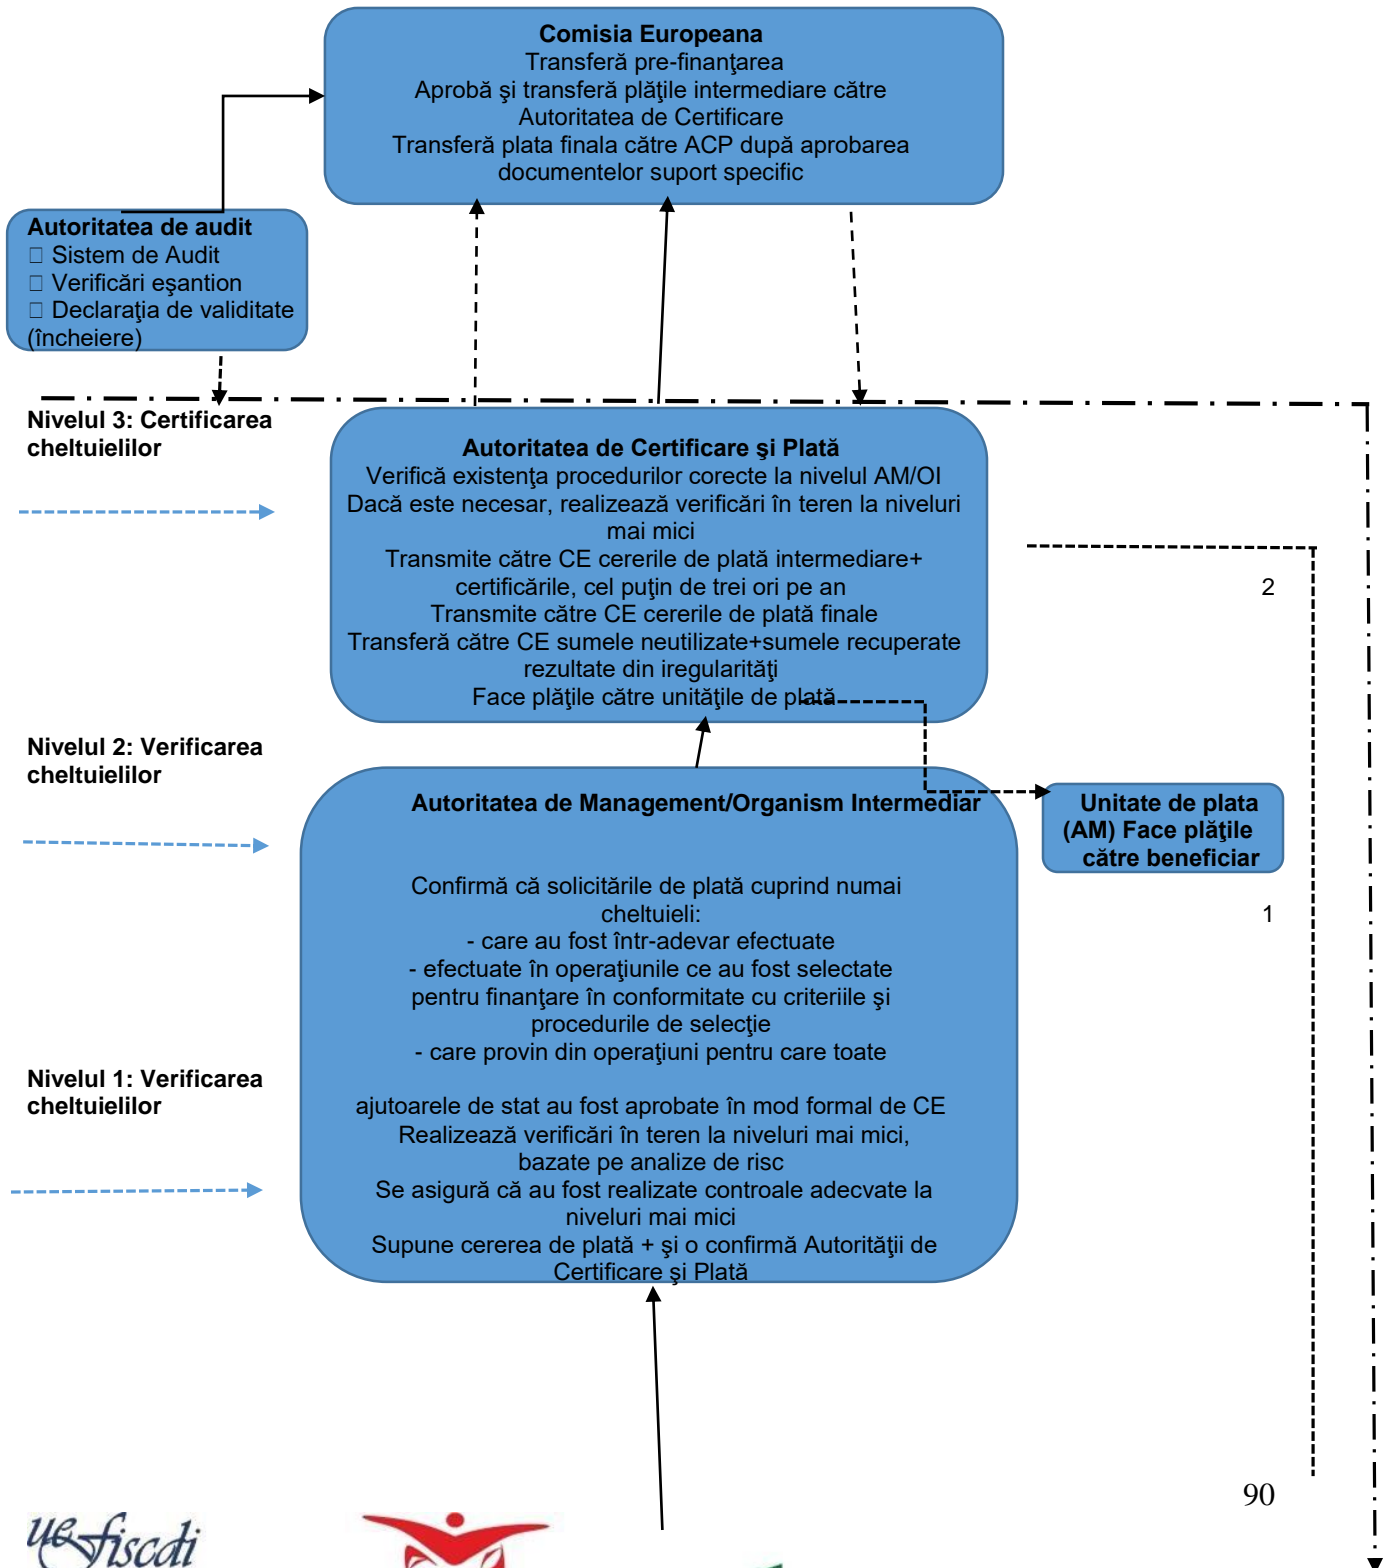 Comisia Europeana
Transferă pre-finanţarea
Aprobă şi transferă plăţile intermediare către
Autoritatea de Certificare
Transferă plata finala către ACP după aprobarea
documentelor suport specific
Autoritatea de audit
□ Sistem de Audit
□ Verificări eşantion
□ Declaraţia de validitate
(încheiere)
Nivelul 3: Certificarea
cheltuielilor
Autoritatea de Certificare şi Plată
Verifică existenţa procedurilor corecte la nivelul AM/OI
Dacă este necesar, realizează verificări în teren la niveluri
mai mici
Transmite către CE cererile de plată intermediare+
certificările, cel puţin de trei ori pe an
Transmite către CE cererile de plată finale
Transferă către CE sumele neutilizate+sumele recuperate
rezultate din iregularităţi
Face plăţile către unităţile de plată
2
Nivelul 2: Verificarea
cheltuielilor
Autoritatea de Management/Organism Intermediar
Unitate de plata
(AM) Face plăţile
către beneficiar
Confirmă că solicitările de plată cuprind numai
cheltuieli:
- care au fost într-adevar efectuate
- efectuate în operaţiunile ce au fost selectate
pentru finanţare în conformitate cu criteriile şi
procedurile de selecţie
- care provin din operaţiuni pentru care toate
1
Nivelul 1: Verificarea
cheltuielilor
ajutoarele de stat au fost aprobate în mod formal de CE
Realizează verificări în teren la niveluri mai mici,
bazate pe analize de risc
Se asigură că au fost realizate controale adecvate la
niveluri mai mici
Supune cererea de plată + şi o confirmă Autorităţii de
Certificare şi Plată
90
uefiscdi